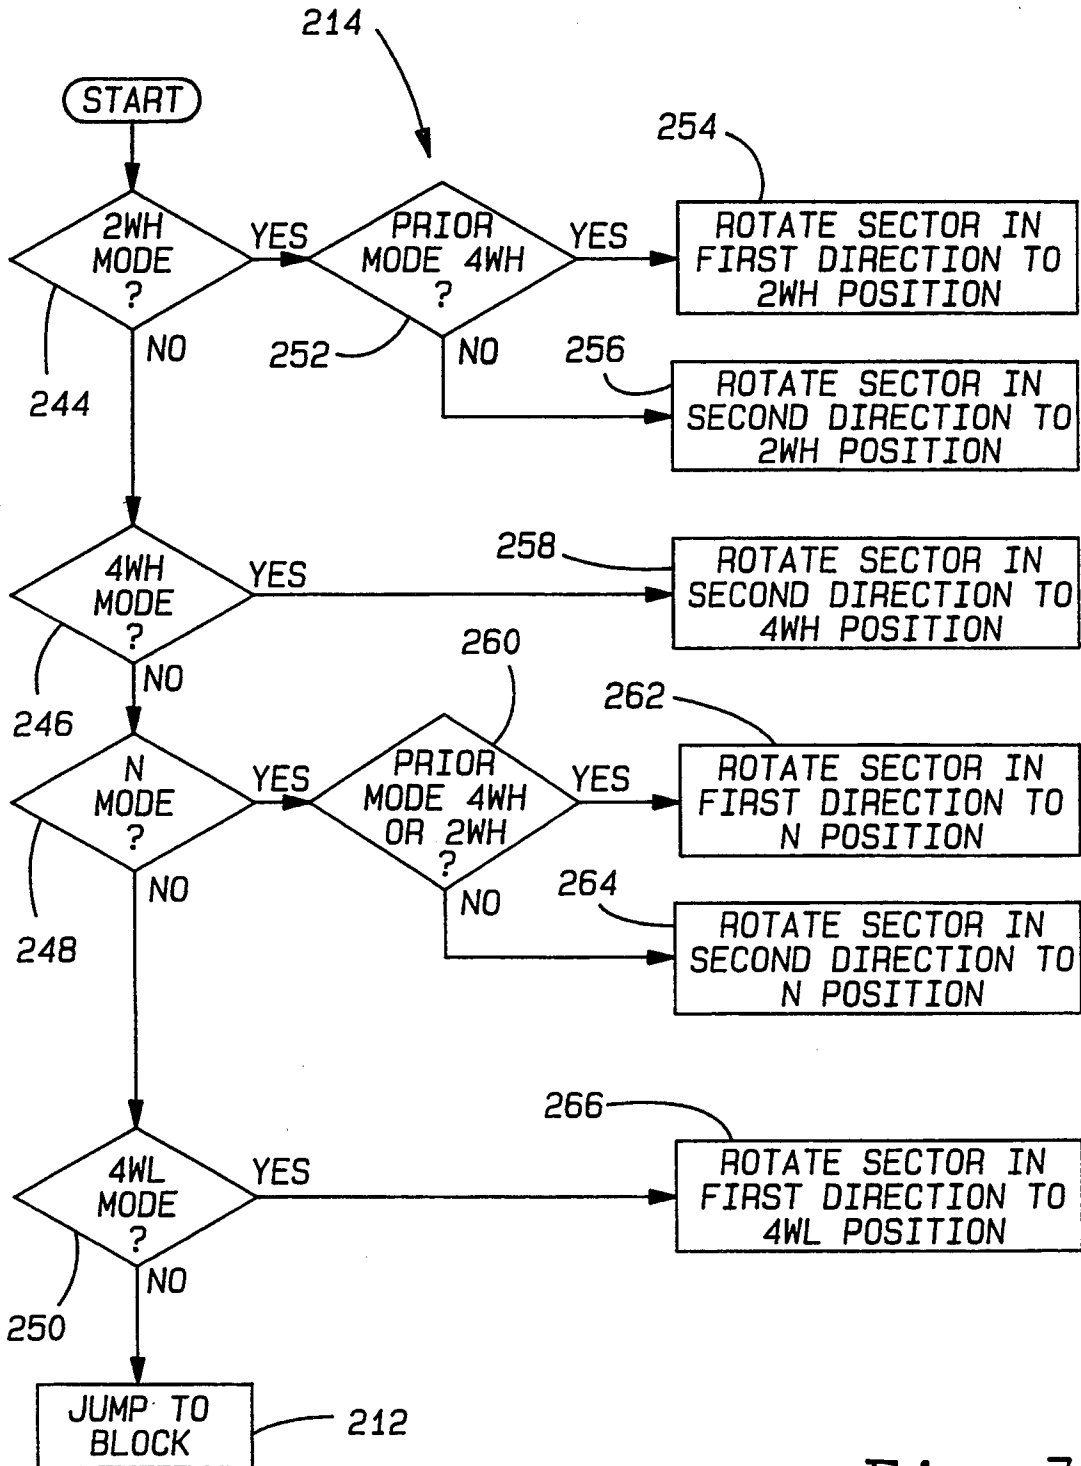 214
START
254
2WH
MODE
?
YES
PRIOR
MODE 4WH
?
YES
ROTATE SECTOR IN
FIRST DIRECTION TO
2WH POSITION
NO
252
NO
256
244
ROTATE SECTOR IN
SECOND DIRECTION TO
2WH POSITION
258
4WH
MODE
?
YES
ROTATE SECTOR IN
SECOND DIRECTION TO
4WH POSITION
NO
260
246
262
N
MODE
?
YES
PRIOR
MODE 4WH
OR 2WH
?
YES
ROTATE SECTOR IN
FIRST DIRECTION TO
N POSITION
NO
NO
264
248
ROTATE SECTOR IN
SECOND DIRECTION TO
N POSITION
266
4WL
MODE
?
YES
ROTATE SECTOR IN
FIRST DIRECTION TO
4WL POSITION
NO
250
JUMP TO
BLOCK
212